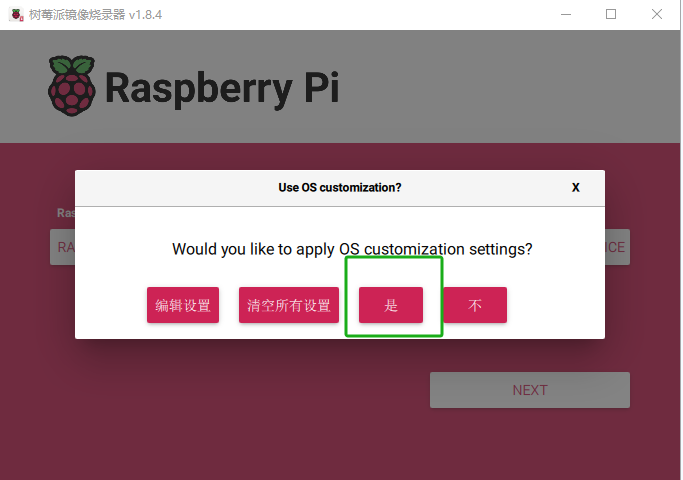 树莓派镜像烧录器 v1.8.4
Raspberry Pi
Use OS customization?
X
Ras
RA
ICE
Would you like to apply OS customization settings?
编辑设置
清空所有设置
是
不
NEXT